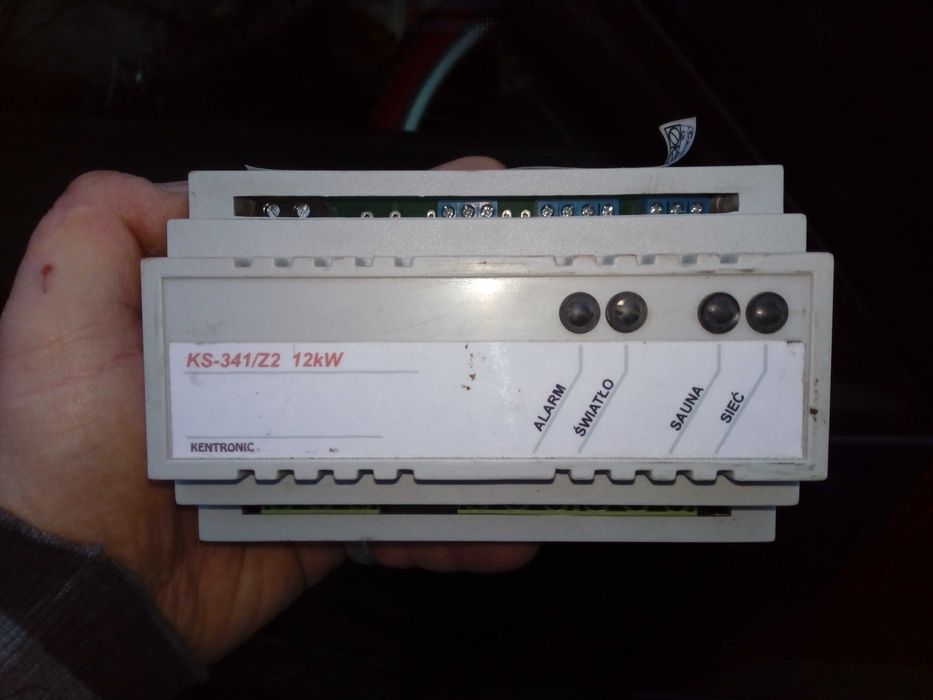 KS-341/Z2 12kW
ALARM
ŚWIATŁO
SAUNA
SIEĆ
KENTRONIC